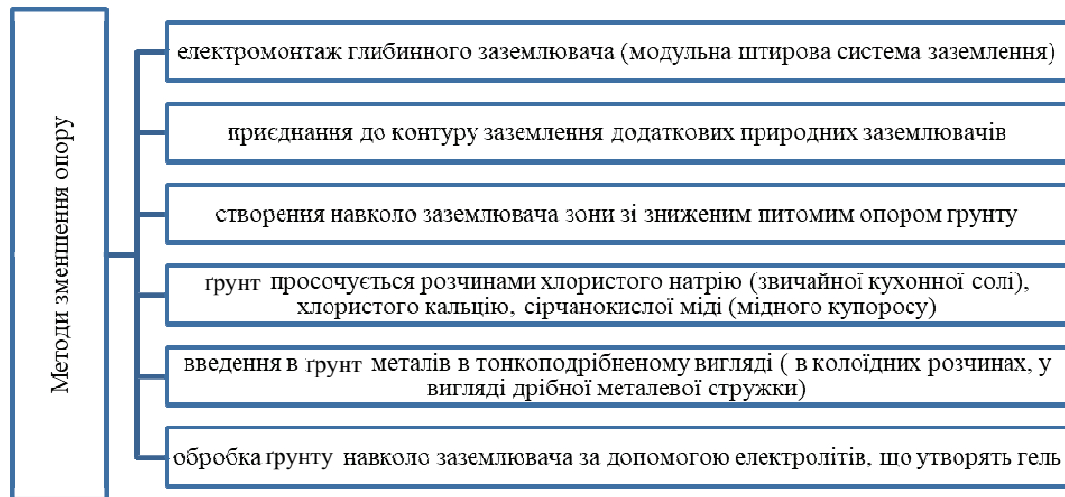 Методи зменшення опору
електромонтаж глибинного заземлювача (модульна штирова система заземлення)
приєднання до контуру заземлення додаткових природних заземлювачів
створення навколо заземлювача зони зі зниженим питомим опором грунту
ґрунт просочується розчинами хлористого натрію (звичайної кухонної солі),
хлористого кальцію, сірчанокислої міді (мідного купоросу)
введення в ґрунт металів в тонкоподрібненому вигляді ( в колоїдних розчинах, у
вигляді дрібної металевої стружки)
обробка ґрунту навколо заземлювача за допомогою електролітів, що утворять гель